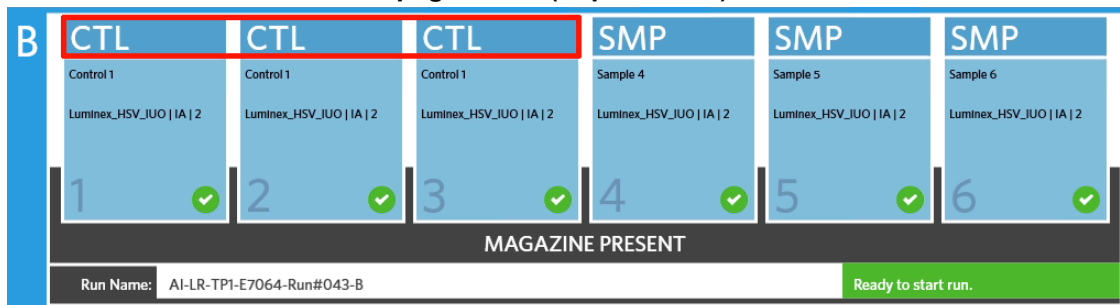 B
CTL CTL CTL SMP SMP SMP
Control 1 Control 1 Control 1 Sample 4 Sample 5 Sample 6
Luminex_HSV_IUO | IA | 2 Luminex_HSV_IUO | IA | 2 Luminex_HSV_IUO | IA | 2 Luminex_HSV_IUO | IA | 2 Luminex_HSV_IUO | IA | 2 Luminex_HSV_IUO | IA | 2
1 2 3 4 5 6
MAGAZINE PRESENT
Run Name: AI-LR-TP1-E7064-Run#043-B Ready to start run.